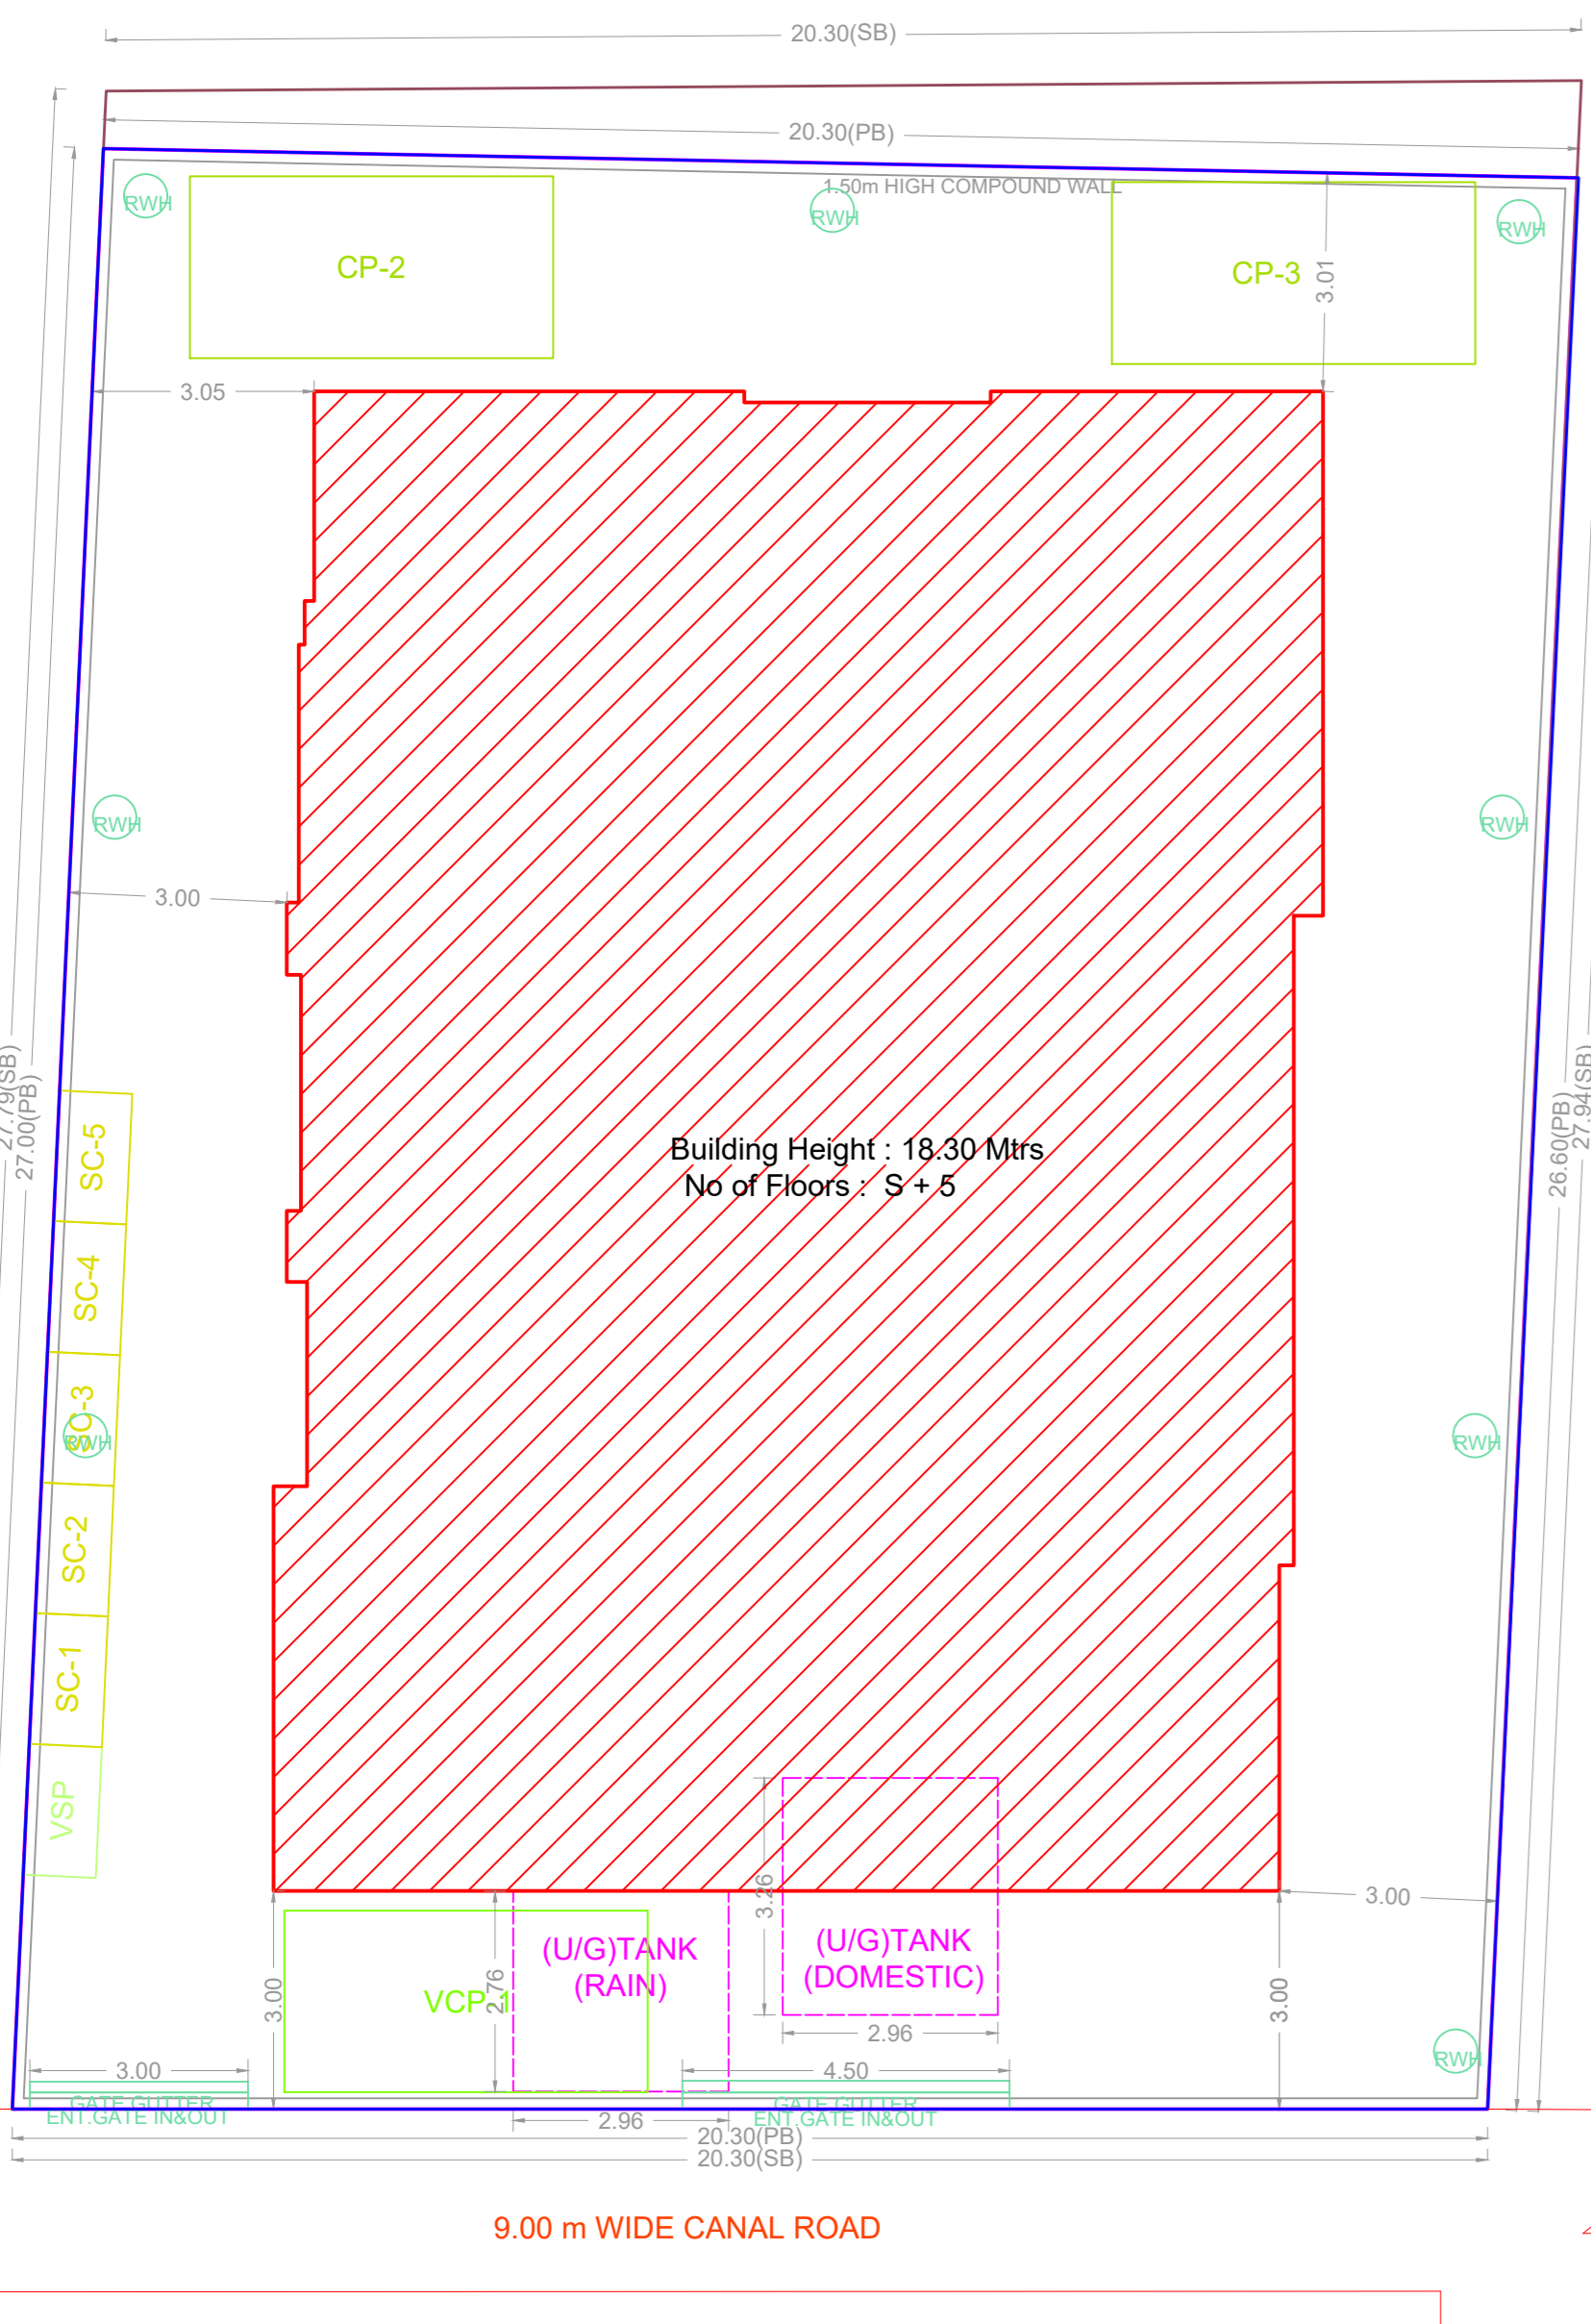 20.30(SB)
20.30(PB)
1.50m HIGH COMPOUND WALL
RWH
RWH
RWH
CP-2
CP-3
3.01
3.05
RWH
RWH
3.00
27.79(SB)
27.00(PB)
26.60(PB)
27.94(SB)
SC-5
Building Height : 18.30 Mtrs
No of Floors : S + 5
SC-4
SC-3
RWH
RWH
SC-2
SC-1
VSP
3.26
3.00
(U/G)TANK
(RAIN)
(U/G)TANK
(DOMESTIC)
3.00
VCP-1
2.76
3.00
2.96
RWH
3.00
4.50
GATE GUTTER
ENT.GATE IN&OUT
GATE GUTTER
ENT.GATE IN&OUT
2.96
20.30(PB)
20.30(SB)
9.00 m WIDE CANAL ROAD